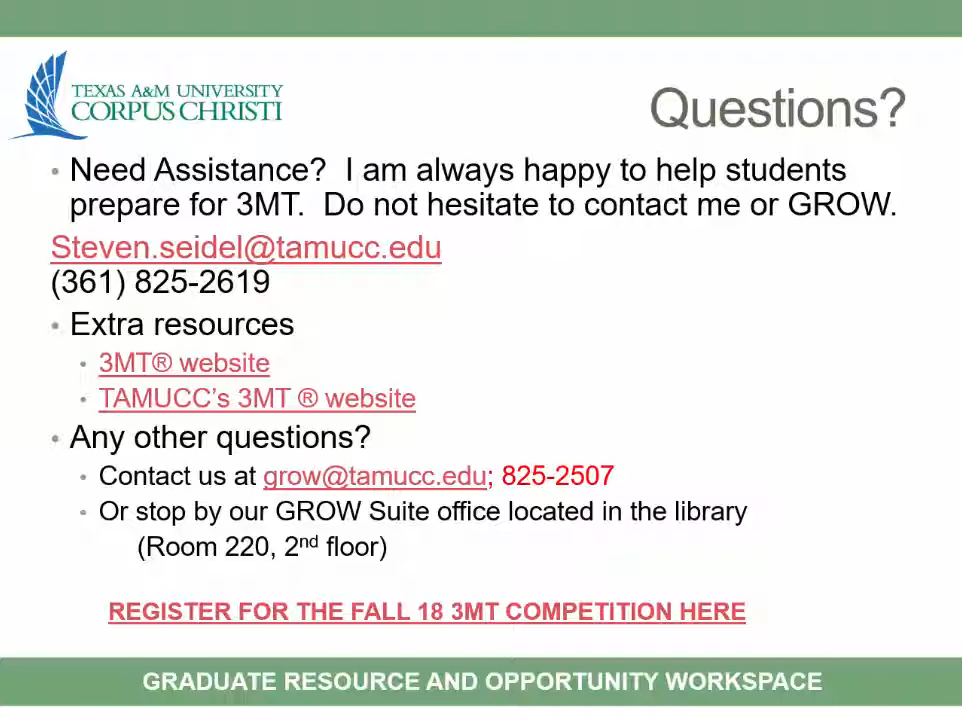 TEXAS A&M UNIVERSITY
CORPUS CHRISTI
Questions?
• Need Assistance?  I am always happy to help students
prepare for 3MT.  Do not hesitate to contact me or GROW.
Steven.seidel@tamucc.edu
(361) 825-2619
• Extra resources
• 3MT® website
• TAMUCC’s 3MT ® website
• Any other questions?
• Contact us at grow@tamucc.edu; 825-2507
• Or stop by our GROW Suite office located in the library
(Room 220, 2nd floor)
REGISTER FOR THE FALL 18 3MT COMPETITION HERE
GRADUATE RESOURCE AND OPPORTUNITY WORKSPACE